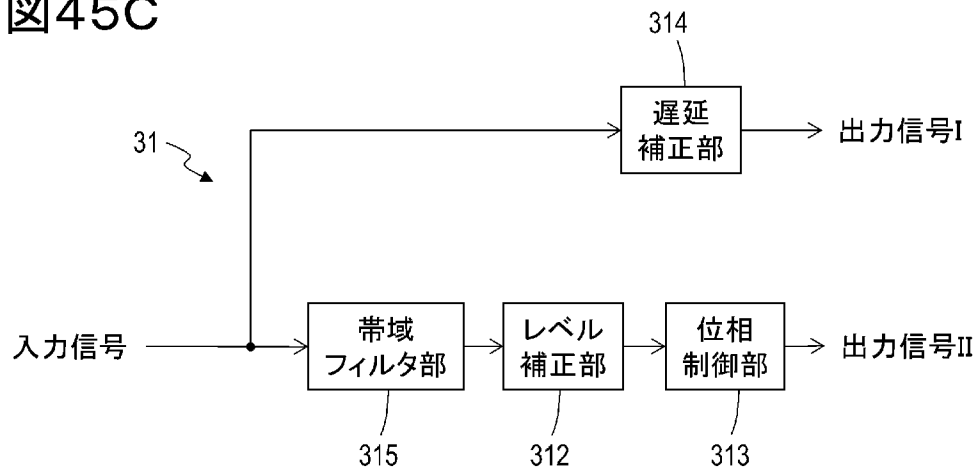 図45C
314
遅延
補正部
出力信号I
31
入力信号
帯域
フィルタ部
レベル
補正部
位相
制御部
出力信号II
315
312
313